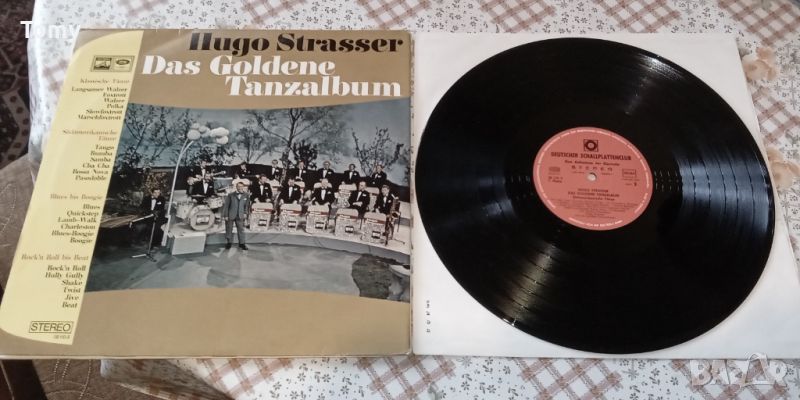 Tomy
Hugo Strasser
Das Goldene
Tanzalbum
Klassische Tänze
Langsamer Walzer
Foxtrott
Walzer
Polka
Slowfoxtrott
Marschfoxtrott
Südamerikanische
Tänze
Tango
Rumba
Samba
Cha Cha
Bossa Nova
Pasodoble
Blues bis Boogie
Blues
Quickstep
Lamb-Walk
Charleston
Blues-Boogie
Boogie
Rock'n Roll bis Beat
Rock'n Roll
Hully Gully
Shake
Twist
Jive
Beat
STEREO
DEUTSCHER SCHALLPLATTENCLUB
STEREO
HUGO STRASSER
DAS GOLDENE TANZALBUM
BAZAR